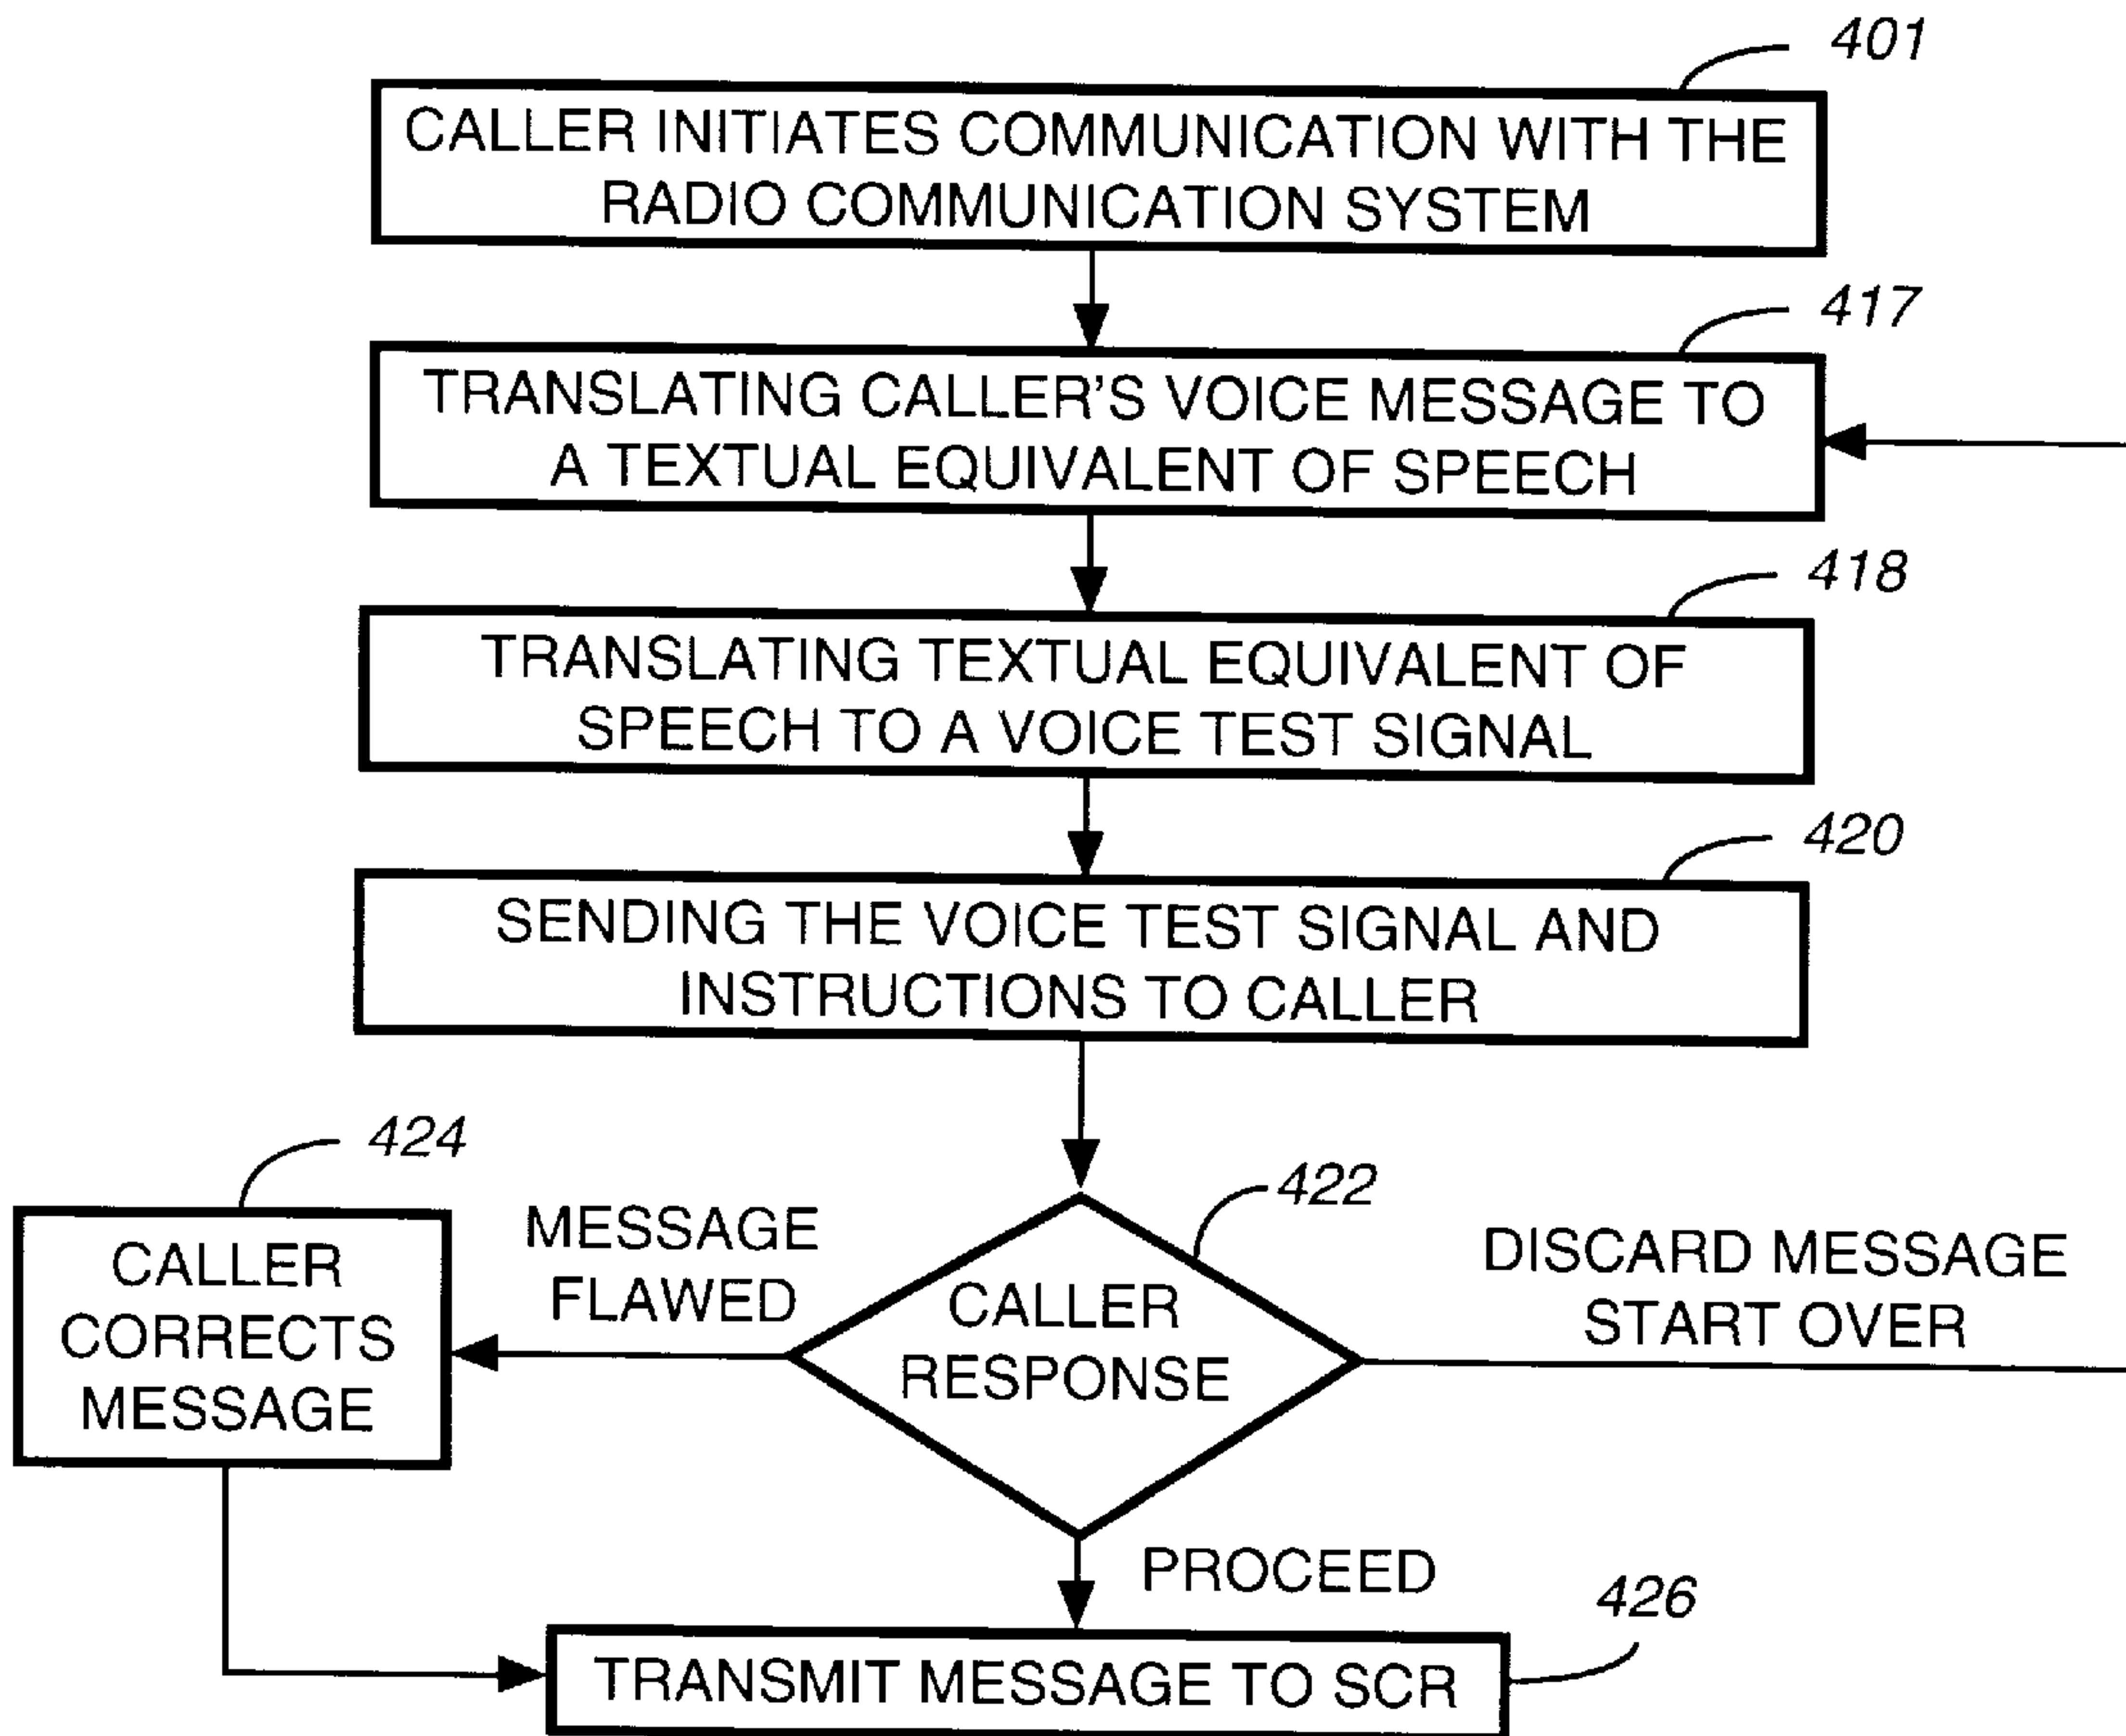 401
CALLER INITIATES COMMUNICATION WITH THE
RADIO COMMUNICATION SYSTEM
417
TRANSLATING CALLER'S VOICE MESSAGE TO
A TEXTUAL EQUIVALENT OF SPEECH
418
TRANSLATING TEXTUAL EQUIVALENT OF
SPEECH TO A VOICE TEST SIGNAL
420
SENDING THE VOICE TEST SIGNAL AND
INSTRUCTIONS TO CALLER
424
CALLER
CORRECTS
MESSAGE
MESSAGE
FLAWED
422
CALLER
RESPONSE
DISCARD MESSAGE
START OVER
PROCEED
426
TRANSMIT MESSAGE TO SCR